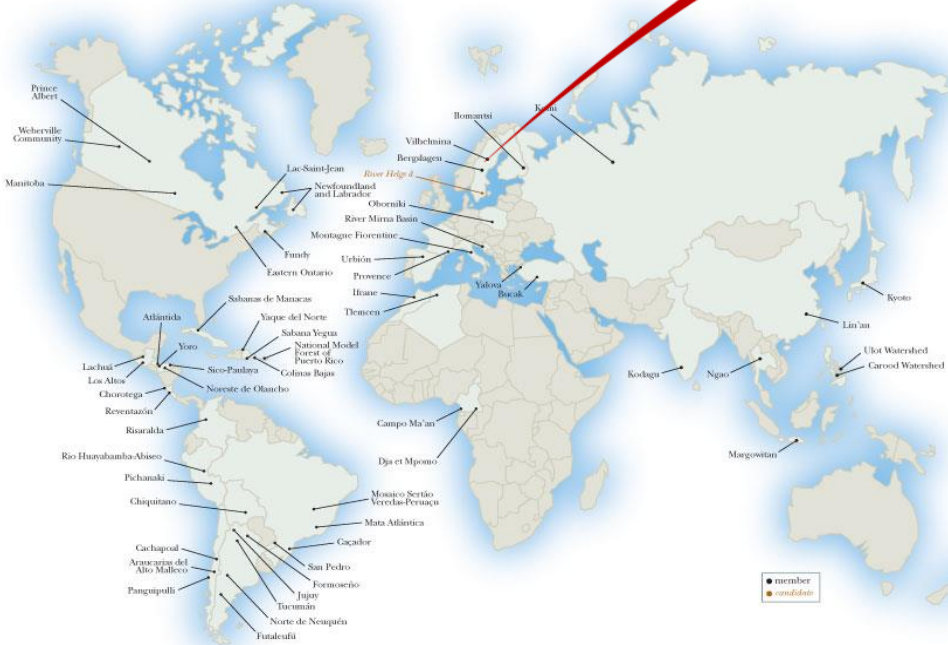 Prince
Albert
Weberville
Community
Manitoba
Lac-Saint-Jean
Newfoundland
and Labrador
Fundy
Eastern Ontario
Ilomantsi
Komi
Vilhelmina
Bergslagen
River Helge å
Oborniki
River Mirna Basin
Montagne Fiorentine
Urbión
Provence
Ifrane
Tlemcen
Yalova
Bucak
Kyoto
Lin'an
Sabanas de Manacas
Atlántida
Yaque del Norte
Yoro
Sabana Yegua
National Model
Forest of
Puerto Rico
Colinas Bajas
Lachuá
Sico-Paulaya
Los Altos
Noreste de Olancho
Chorotega
Reventazón
Risaralda
Kodagu
Ngao
Ulot Watershed
Carood Watershed
Campo Ma'an
Dja et Mpomo
Margowitan
Rio Huayabamba-Abiseo
Pichanaki
Chiquitano
Mosaico Sertão
Veredas-Peruaçu
Mata Atlántica
Caçador
Cachapoal
Araucarias del
Alto Malleco
Panguipulli
San Pedro
Formoseño
Jujuy
Tucumán
Norte de Neuquén
Futaleufú
member
candidate